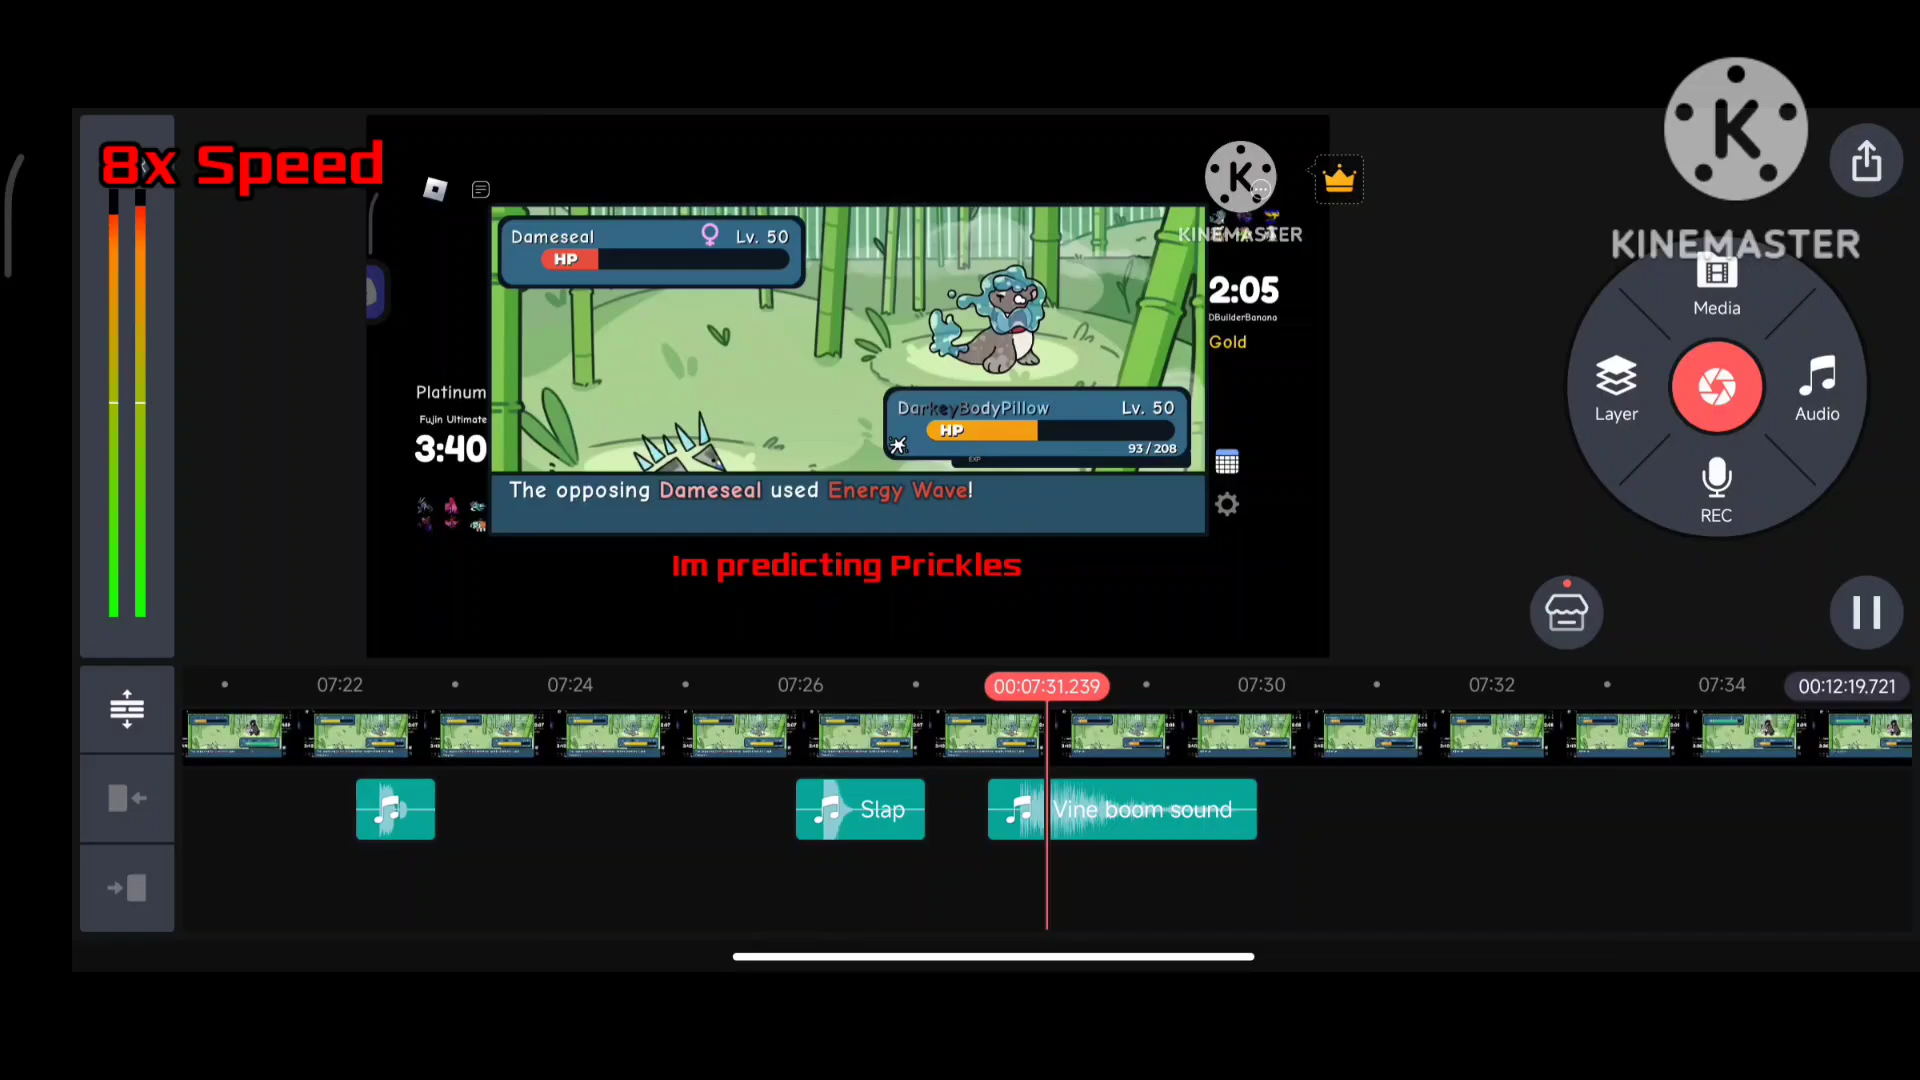 8x Speed
KINEMASTER
Dameseal
Lv. 50
HP
KINEMASTER
2:05
DBuilderBanana
Gold
Platinum
Fujin Ultimate
3:40
DarkeyBodyPillow
Lv. 50
HP
93 / 208
EXP
The opposing Dameseal used Energy Wave!
Im predicting Prickles
Media
Layer
Audio
REC
07:22
07:24
07:26
00:07:31.239
07:30
07:32
07:34
00:12:19.721
Slap
Vine boom sound